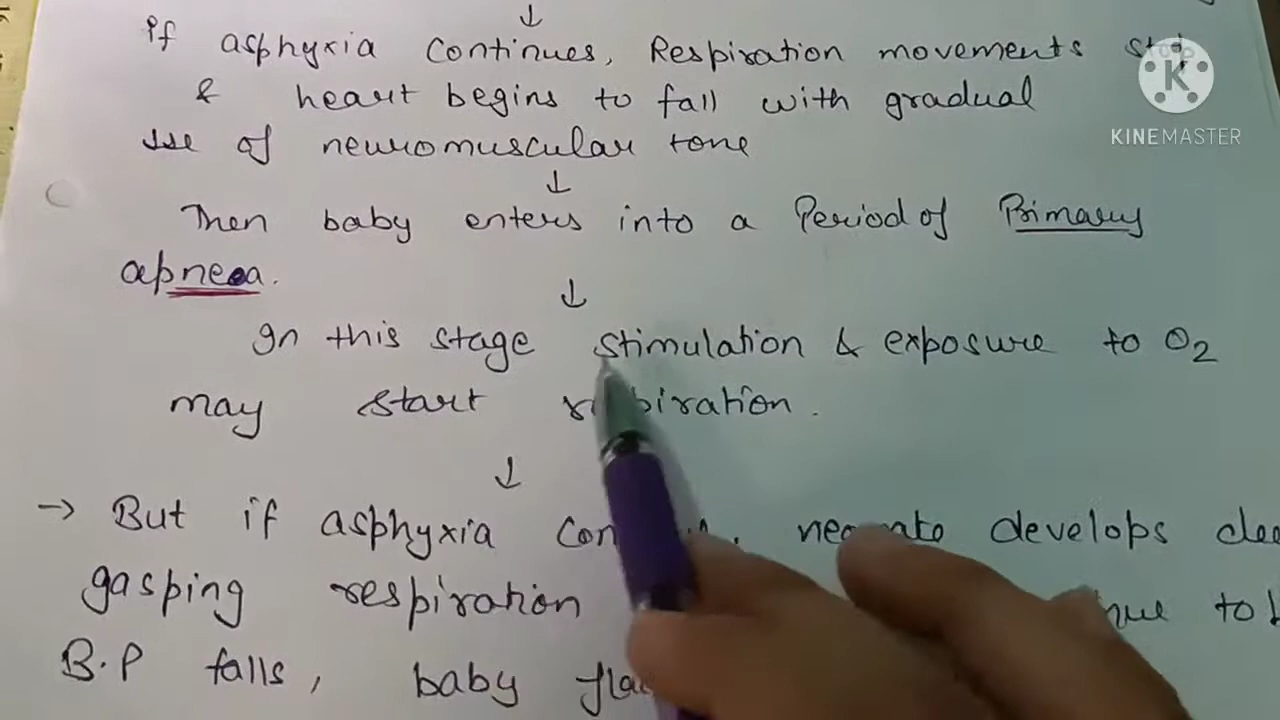 if asphyxia continues, Respiration movements
& heart begins to fall with gradual
of neuromuscular tone
Then baby enters into a Period of Primary
apnea.
In this stage stimulation & exposure to O2
may start respiration.
→ But if asphyxia develops
gasping respiration
B.P falls, baby
K
KINEMASTER